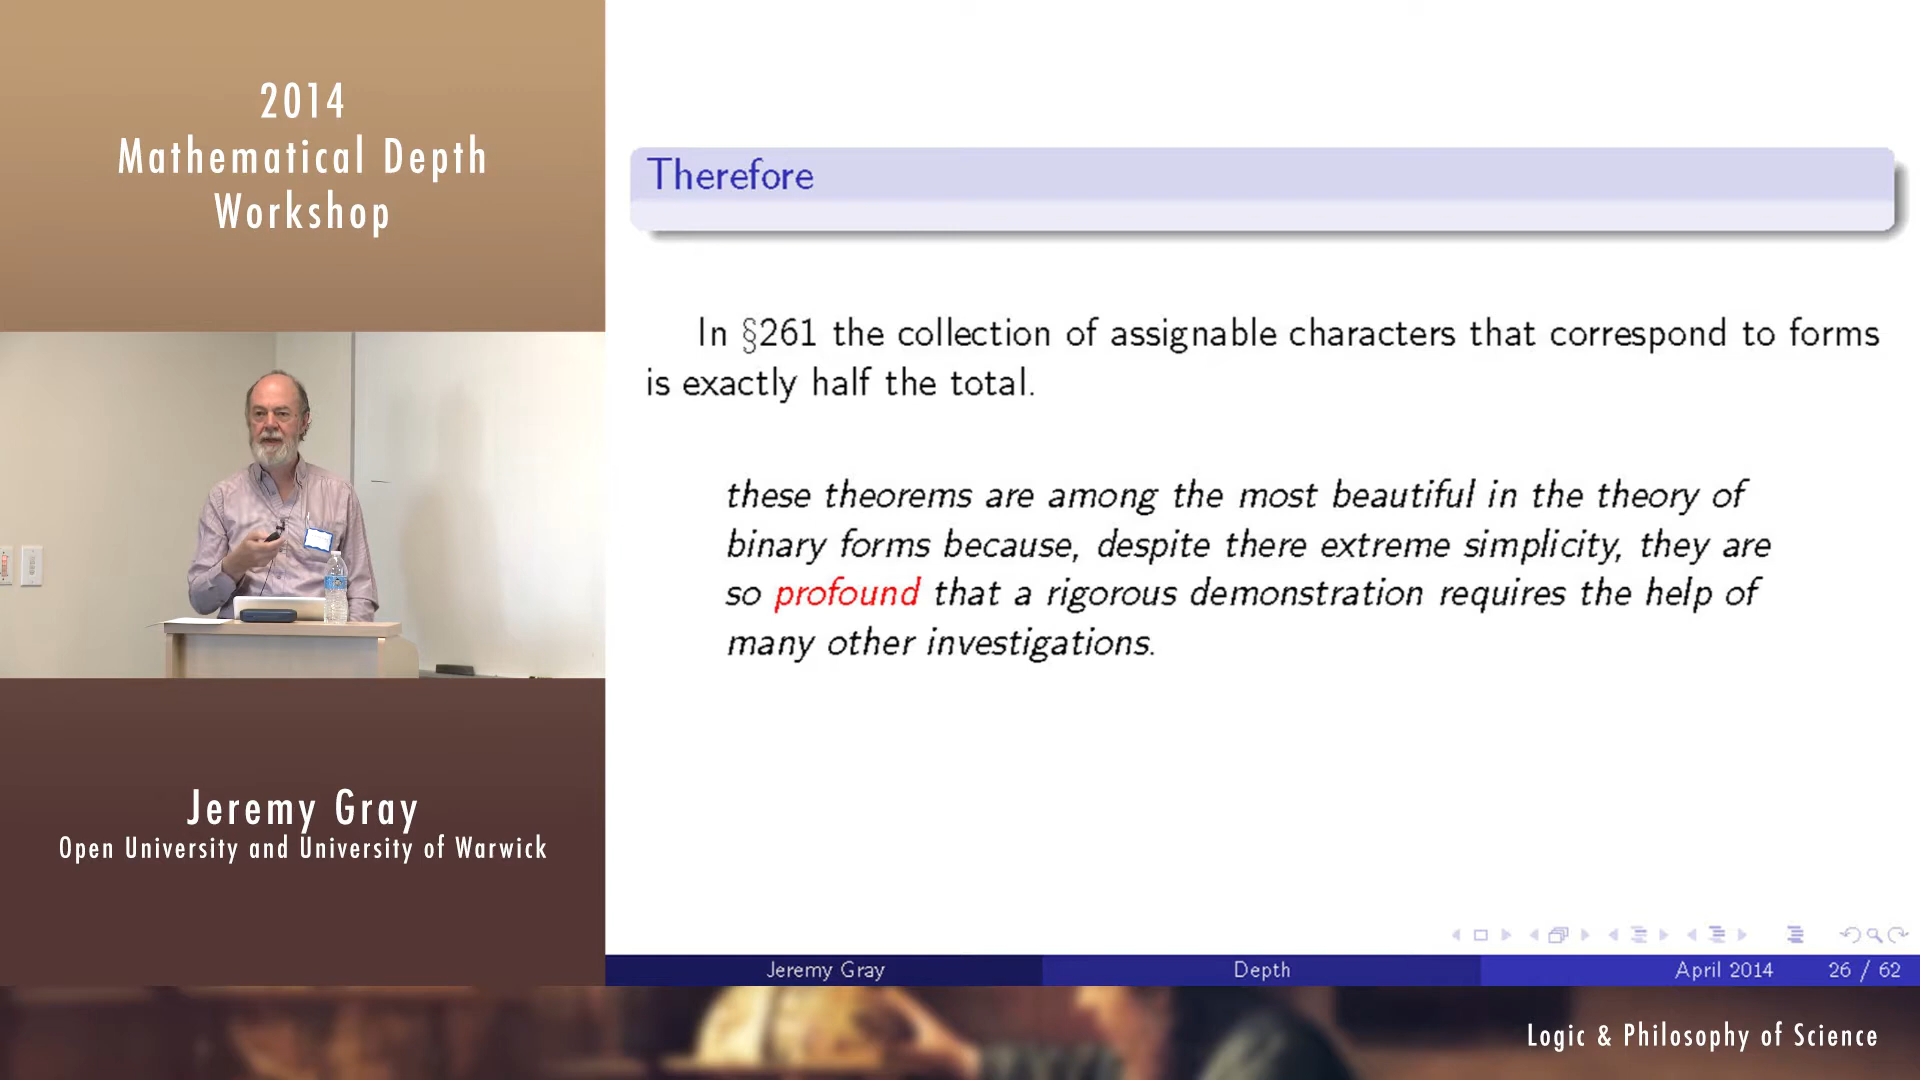 2014
Mathematical Depth
Workshop
Jeremy Gray
Open University and University of Warwick
Therefore
In §261 the collection of assignable characters that correspond to forms
is exactly half the total.
these theorems are among the most beautiful in the theory of
binary forms because, despite there extreme simplicity, they are
so profound that a rigorous demonstration requires the help of
many other investigations.
Jeremy Gray
Depth
April 2014
26 / 62
Logic & Philosophy of Science